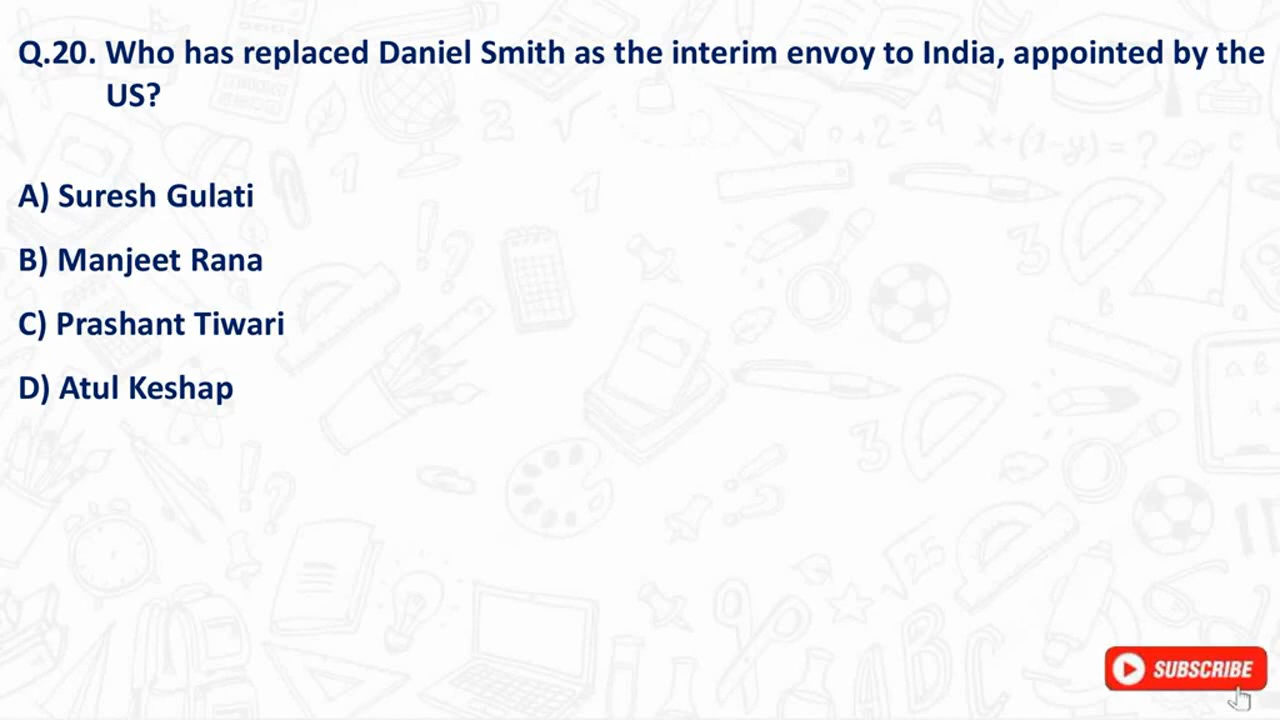 Q.20. Who has replaced Daniel Smith as the interim envoy to India, appointed by the
US?
A) Suresh Gulati
B) Manjeet Rana
C) Prashant Tiwari
D) Atul Keshap
SUBSCRIBE